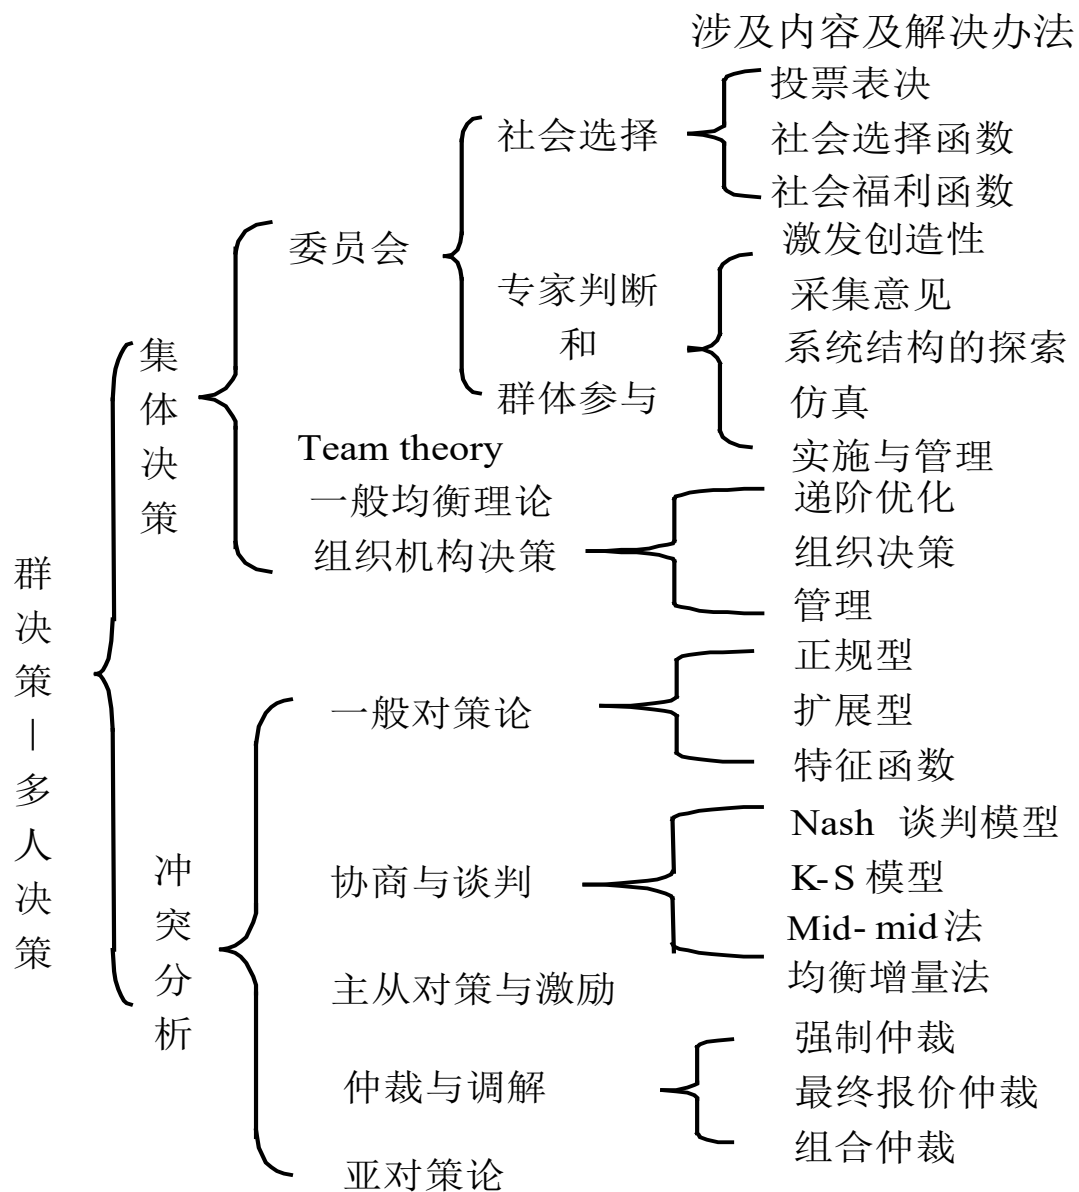 涉及内容及解决办法
群决策—多人决策
集体决策
委员会
社会选择
投票表决
社会选择函数
社会福利函数
专家判断
和
群体参与
激发创造性
采集意见
系统结构的探索
仿真
实施与管理
Team theory
一般均衡理论
组织机构决策
递阶优化
组织决策
管理
冲突分析
一般对策论
正规型
扩展型
特征函数
协商与谈判
Nash 谈判模型
K-S 模型
Mid- mid 法
均衡增量法
主从对策与激励
仲裁与调解
强制仲裁
最终报价仲裁
组合仲裁
亚对策论